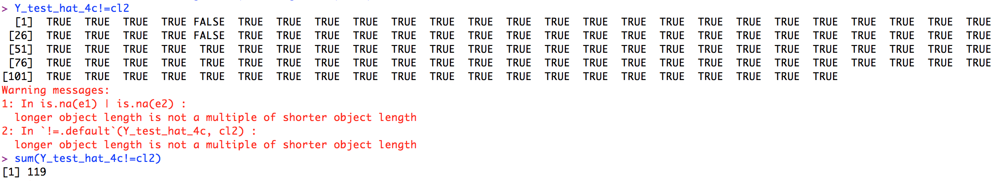 > Y_test_hat_4c!=cl2
[1] TRUE TRUE TRUE TRUE FALSE TRUE TRUE TRUE TRUE TRUE TRUE TRUE TRUE TRUE TRUE TRUE TRUE TRUE TRUE TRUE TRUE TRUE TRUE TRUE TRUE
[26] TRUE TRUE TRUE TRUE FALSE TRUE TRUE TRUE TRUE TRUE TRUE TRUE TRUE TRUE TRUE TRUE TRUE TRUE TRUE TRUE TRUE TRUE TRUE TRUE TRUE
[51] TRUE TRUE TRUE TRUE TRUE TRUE TRUE TRUE TRUE TRUE TRUE TRUE TRUE TRUE TRUE TRUE TRUE TRUE TRUE TRUE TRUE TRUE TRUE TRUE TRUE
[76] TRUE TRUE TRUE TRUE TRUE TRUE TRUE TRUE TRUE TRUE TRUE TRUE TRUE TRUE TRUE TRUE TRUE TRUE TRUE TRUE TRUE TRUE TRUE TRUE TRUE
[101] TRUE TRUE TRUE TRUE TRUE TRUE TRUE TRUE TRUE TRUE TRUE TRUE TRUE TRUE TRUE TRUE TRUE TRUE TRUE TRUE TRUE
Warning messages:
1: In is.na(e1) | is.na(e2) :
longer object length is not a multiple of shorter object length
2: In `!=.default`(Y_test_hat_4c, cl2) :
longer object length is not a multiple of shorter object length
> sum(Y_test_hat_4c!=cl2)
[1] 119